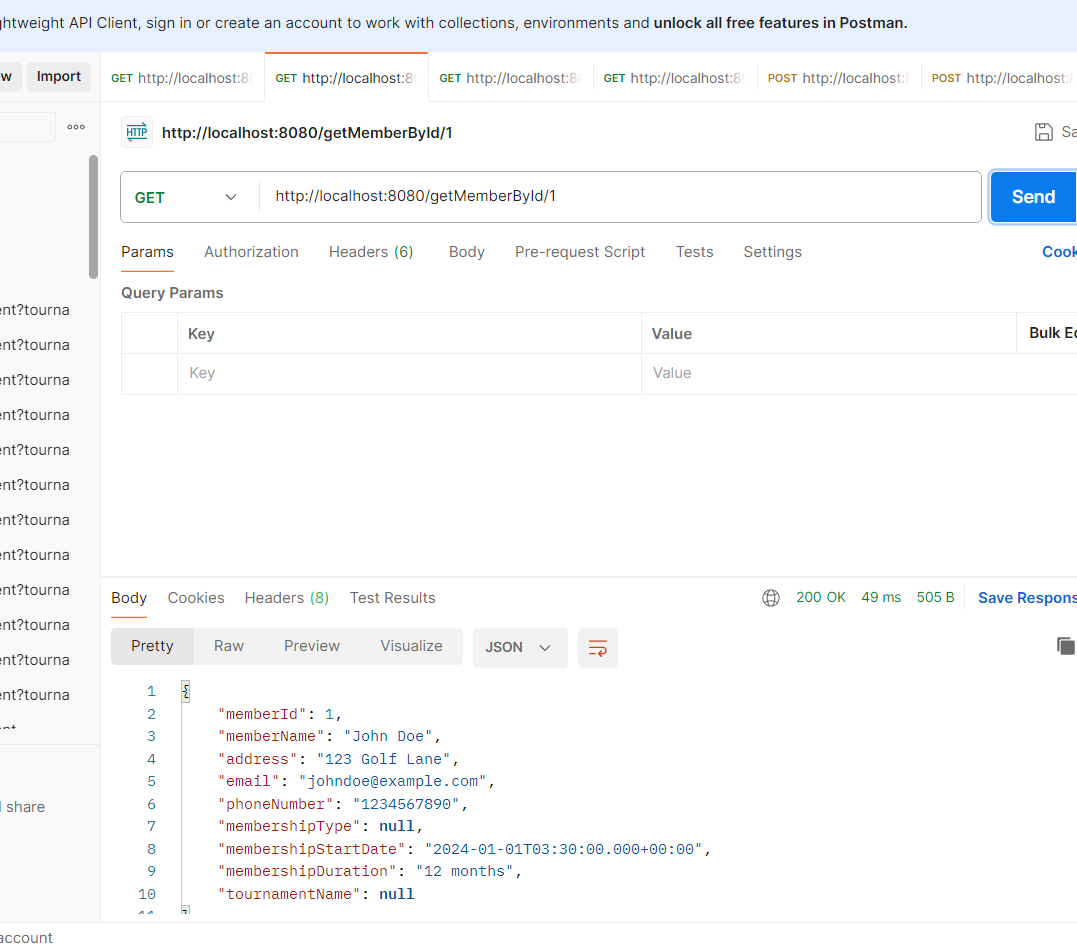 ghtweight API Client, sign in or create an account to work with collections, environments and unlock all free features in Postman.
w Import GET http://localhost:8 GET http://localhost:8 GET http://localhost:8 GET http://localhost:8 POST http://localhost: POST http://localhost:
HTTP http://localhost:8080/getMemberById/1 Sa
GET http://localhost:8080/getMemberById/1 Send
Params Authorization Headers (6) Body Pre-request Script Tests Settings Cook
Query Params
Key Value Bulk Ed
Key Value
ent?tourna
ent?tourna
ent?tourna
ent?tourna
ent?tourna
ent?tourna
ent?tourna
ent?tourna
ent?tourna
ent?tourna
ent?tourna
ent?tourna
share
account
Body Cookies Headers (8) Test Results 200 OK 49 ms 505 B Save Respons
Pretty Raw Preview Visualize JSON
1 {
2 "memberId": 1,
3 "memberName": "John Doe",
4 "address": "123 Golf Lane",
5 "email": "johndoe@example.com",
6 "phoneNumber": "1234567890",
7 "membershipType": null,
8 "membershipStartDate": "2024-01-01T03:30:00.000+00:00",
9 "membershipDuration": "12 months",
10 "tournamentName": null
11 }